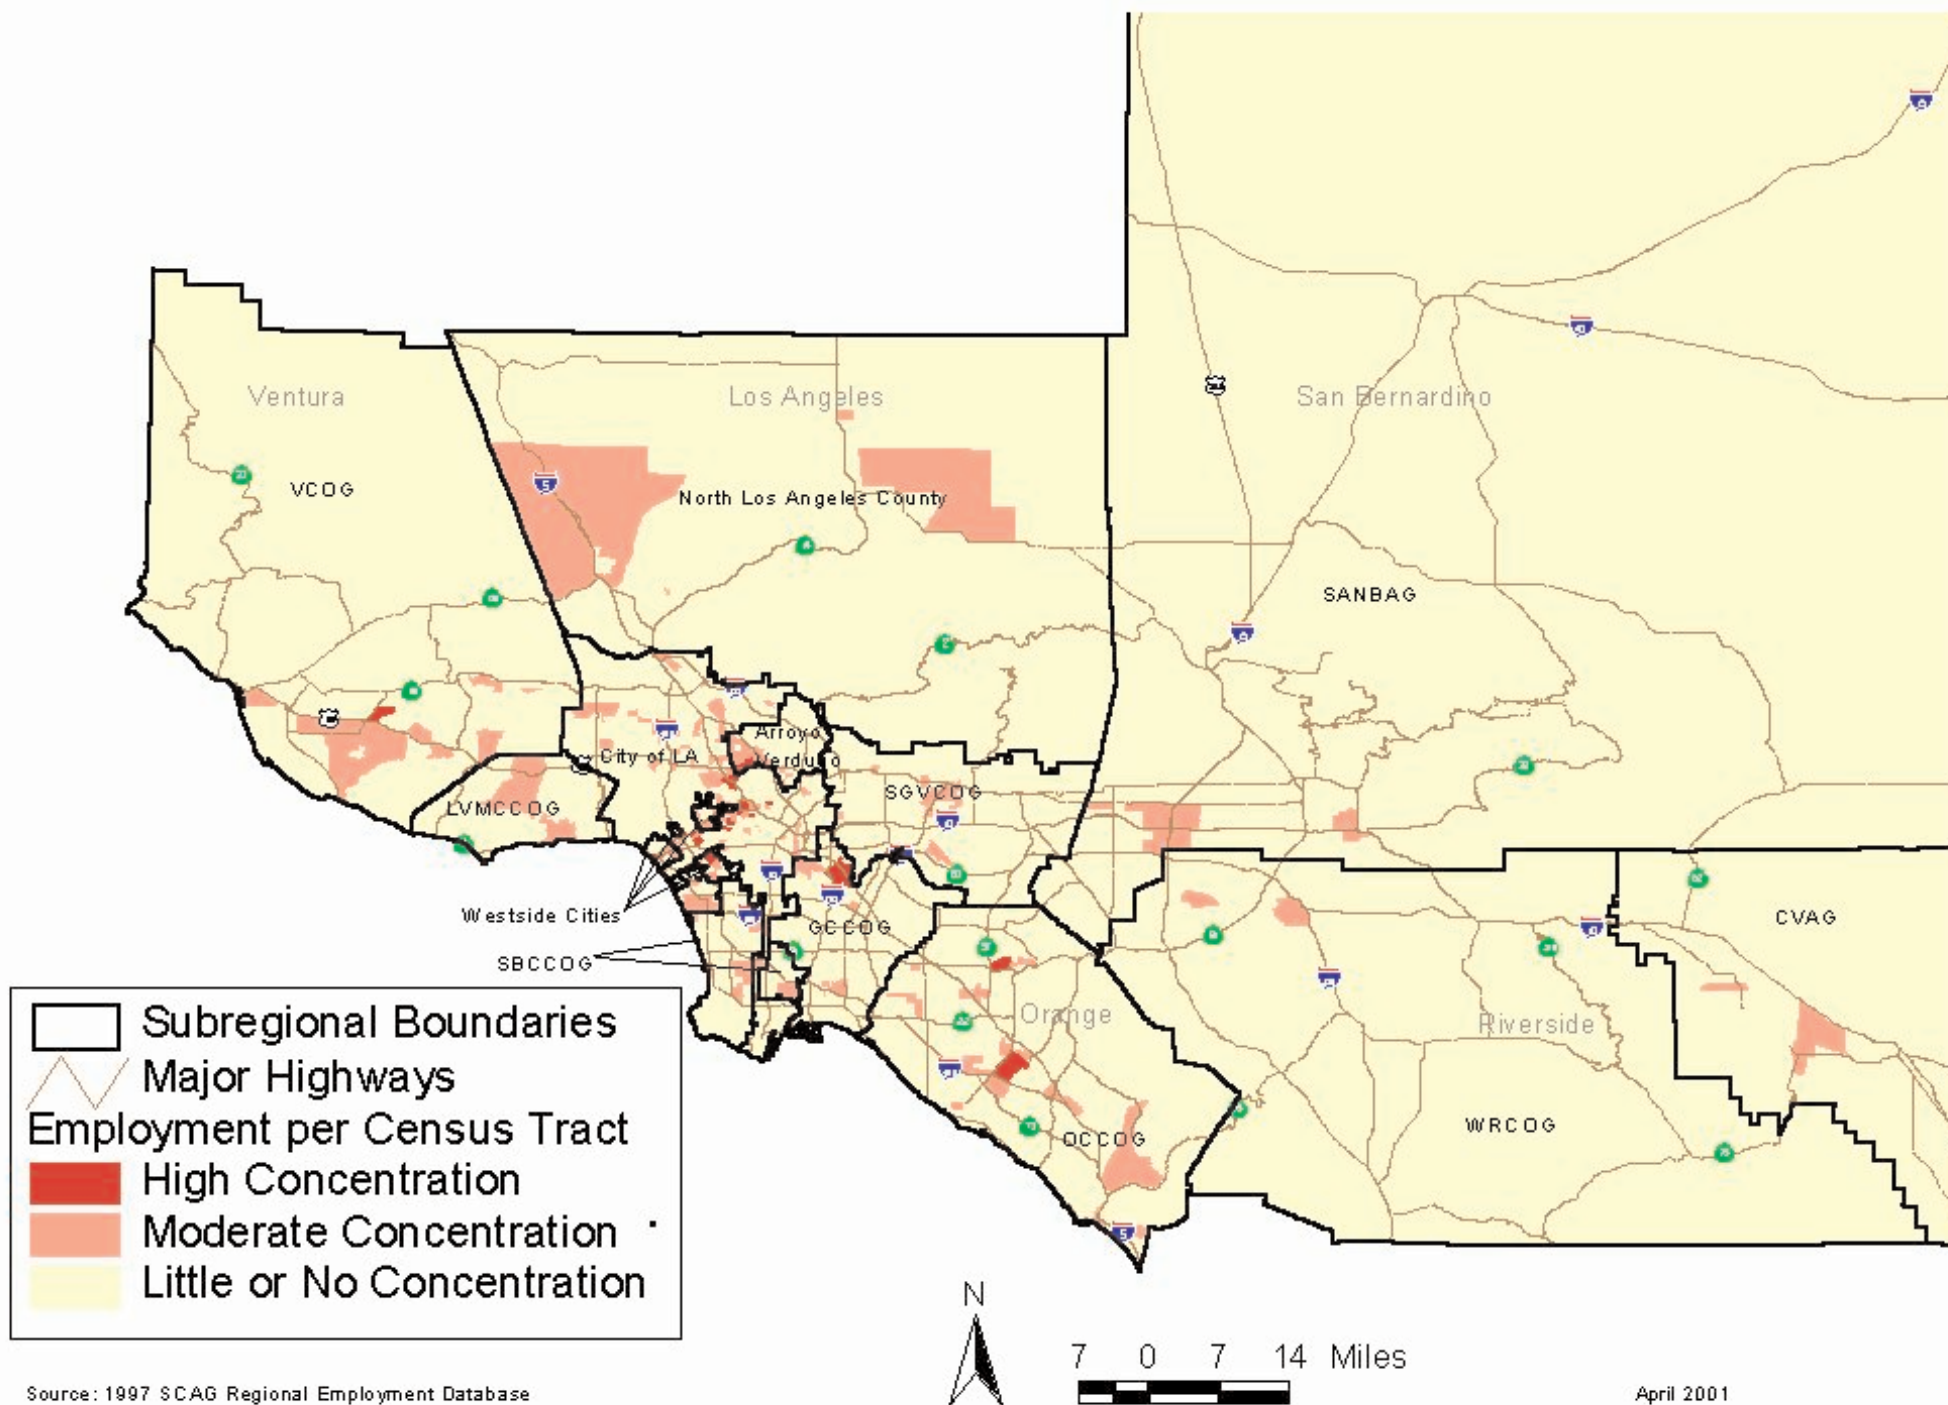 Ventura
Los Angeles
San Bernardino
VCOG
5
North Los Angeles County
SANBAG
Arroyo
Verdugo
City of LA
LVMCCOG
SGVCOG
Westside Cities
GCCOG
CVAG
SBCCOG
Orange
Riverside
OCCOG
WRCOG
5
Subregional Boundaries
Major Highways
Employment per Census Tract
High Concentration
Moderate Concentration
Little or No Concentration
N
7 0 7 14 Miles
Source: 1997 SCAG Regional Employment Database
April 2001